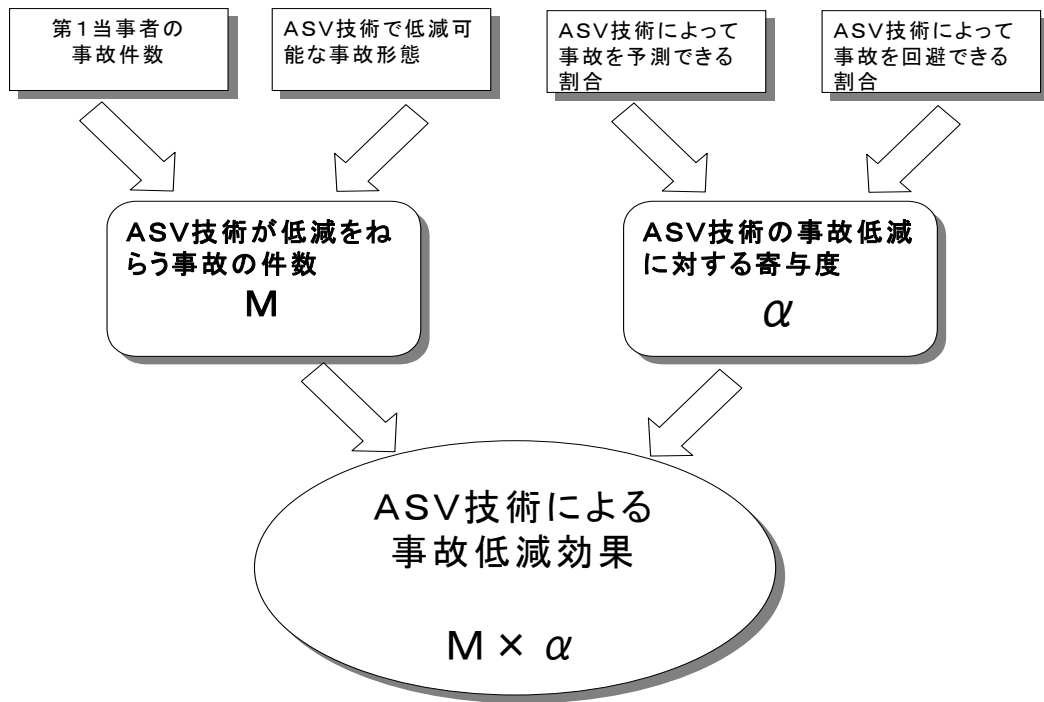 第1当事者の
事故件数
ASV技術で低減可
能な事故形態
ASV技術によって
事故を予測できる
割合
ASV技術によって
事故を回避できる
割合
ASV技術が低減をね
らう事故の件数
M
ASV技術の事故低減
に対する寄与度
α
ASV技術による
事故低減効果
M × α